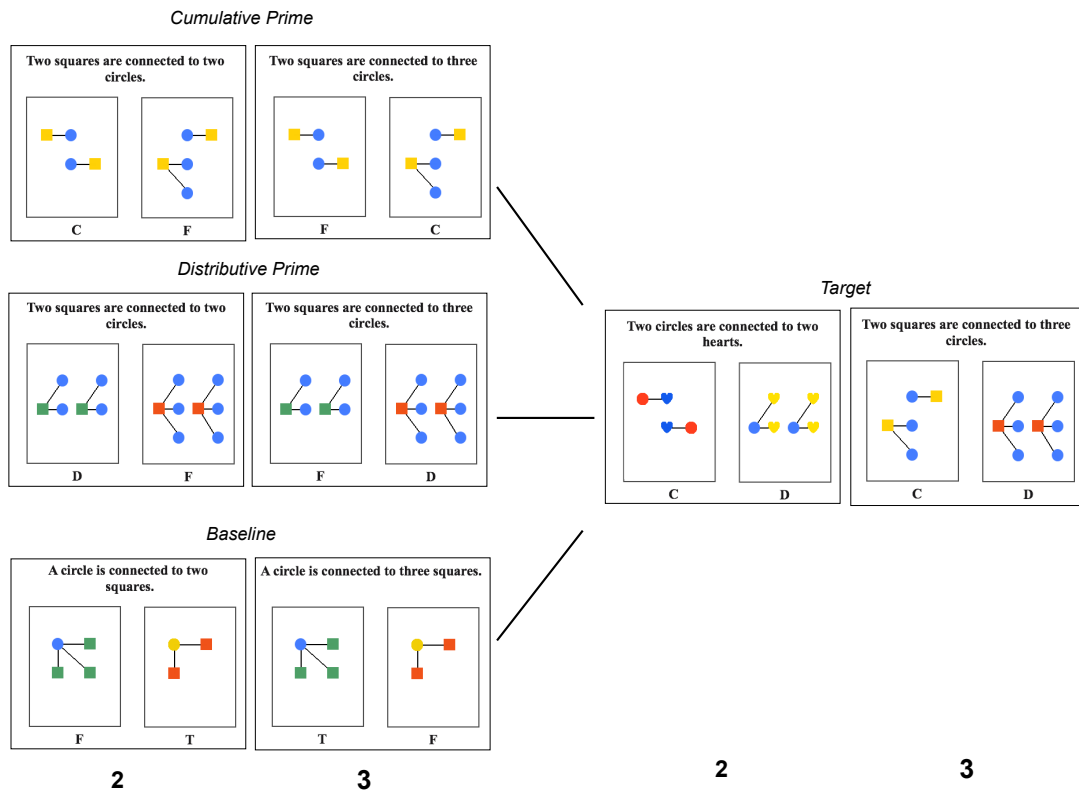 Cumulative Prime
Two squares are connected to two
circles.
C
F
Two squares are connected to three
circles.
F
C
Distributive Prime
Two squares are connected to two
circles.
D
F
Two squares are connected to three
circles.
F
D
Baseline
A circle is connected to two
squares.
F
T
A circle is connected to three squares.
T
F
2
3
Target
Two circles are connected to two
hearts.
C
D
Two squares are connected to three
circles.
C
D
2
3